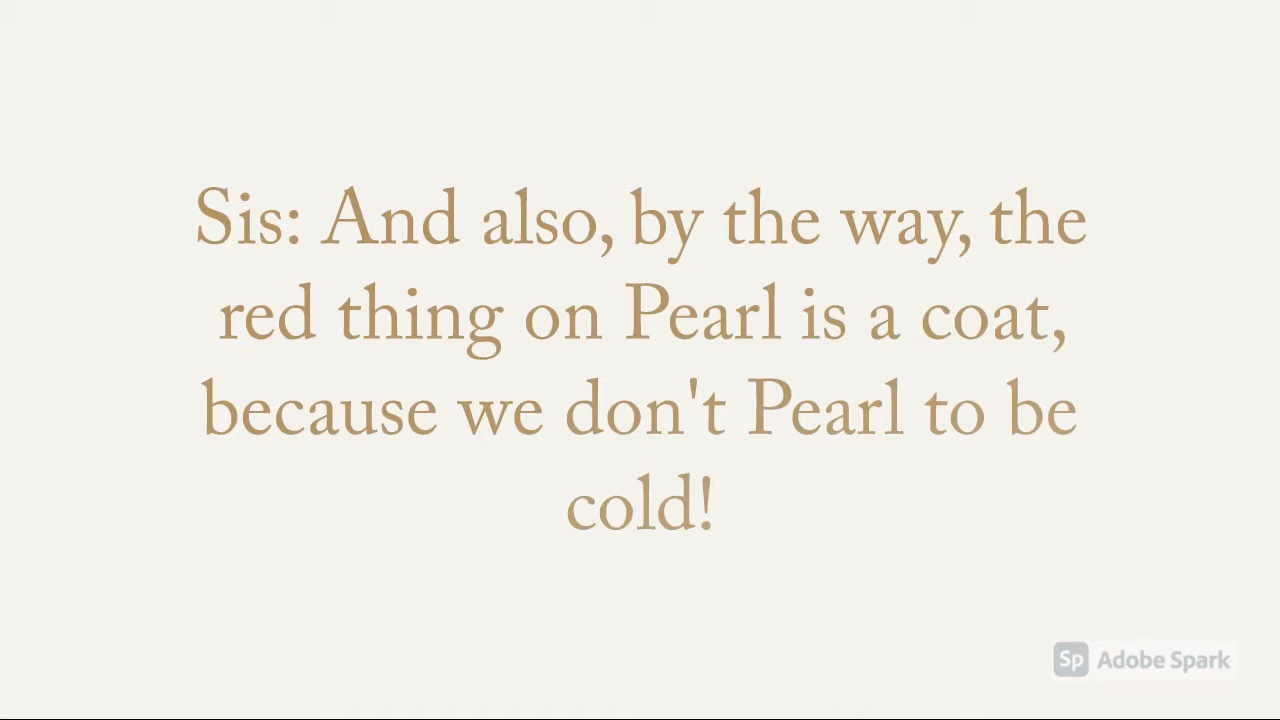 Sis: And also, by the way, the
red thing on Pearl is a coat,
because we don't Pearl to be
cold!
Sp Adobe Spark